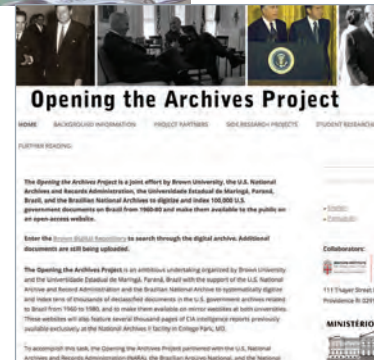 Opening the Archives Project
HOME BACKGROUND INFORMATION PROJECT PARTNERS SIDE RESEARCH PROJECTS STUDENT RESEARCH
FURTHER READING
The Opening the Archives Project is a joint effort by Brown University, the U.S. National
Archives and Records Administration, the Universidade Estadual de Maringá, Paraná,
Brazil, and the Brazilian National Archives to digitize and index 100,000 U.S.
government documents on Brazil from 1960-80 and make them available to the public on
an open-access website.
Enter the Brown Digital Repository to search through the digital archive. Additional
documents are still being uploaded.
The Opening the Archives Project is an ambitious undertaking organized by Brown University
and the Universidade Estadual de Maringá, Paraná, Brazil with the support of the U.S. National
Archive and Record Administration and the Brazilian National Archive to systematically digitize
and index tens of thousands of declassified documents in the U.S. government archives related
to Brazil from 1960 to 1980, and to make them available on mirror websites at both universities.
These websites will also feature several thousand pages of CIA intelligence reports previously
available exclusively at the National Archives II facility in College Park, MD.
To accomplish this task, the Opening the Archives Project partnered with the U.S. National
Archives and Records Administration (NARA), the Brazilian Archives National, and the National
English
Português
Collaborators:
111 Thayer Street
Providence RI
MINISTÉRIO